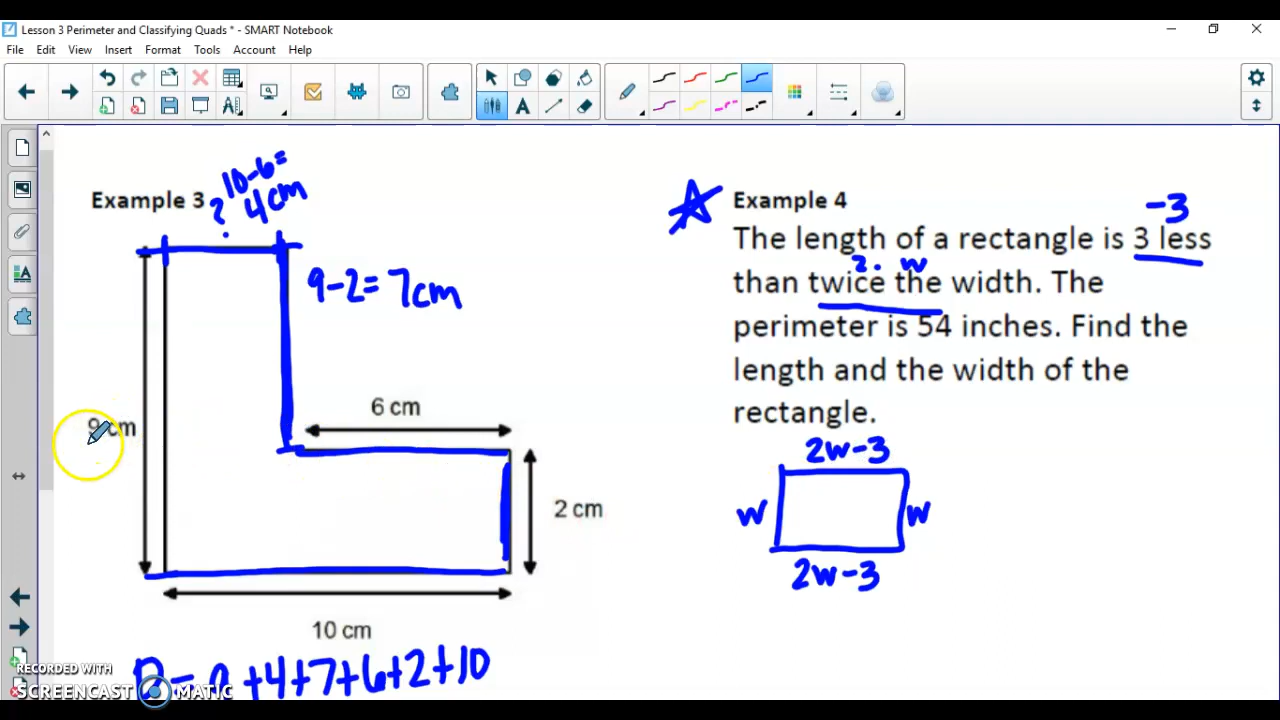 Lesson 3 Perimeter and Classifying Quads * - SMART Notebook
File Edit View Insert Format Tools Account Help
Example 3
10-6=
4cm
?
9-2=7cm
9 cm
6 cm
2 cm
10 cm
P= 9+4+7+6+2+10
Example 4
-3
The length of a rectangle is 3 less
2. w
than twice the width. The
perimeter is 54 inches. Find the
length and the width of the
rectangle.
2w-3
w w
2w-3
RECORDED WITH
SCREENCAST MATIC